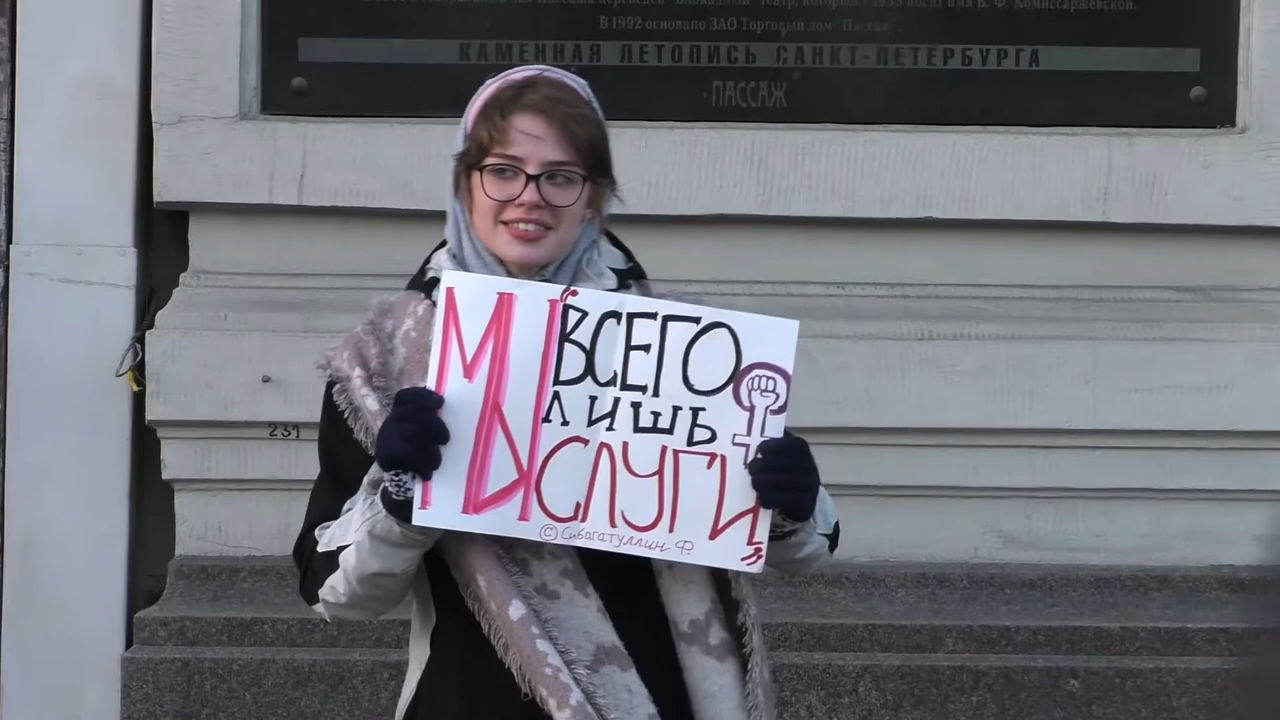 В 1992 основано ЗАО Торговый дом "Пассаж".
КАМЕННАЯ ЛЕТОПИСЬ САНКТ-ПЕТЕРБУРГА
ПАССАЖ
231
"МЫ ВСЕГО
ЛИШЬ
СЛУГИ"
© Сибагатуллин Ф.